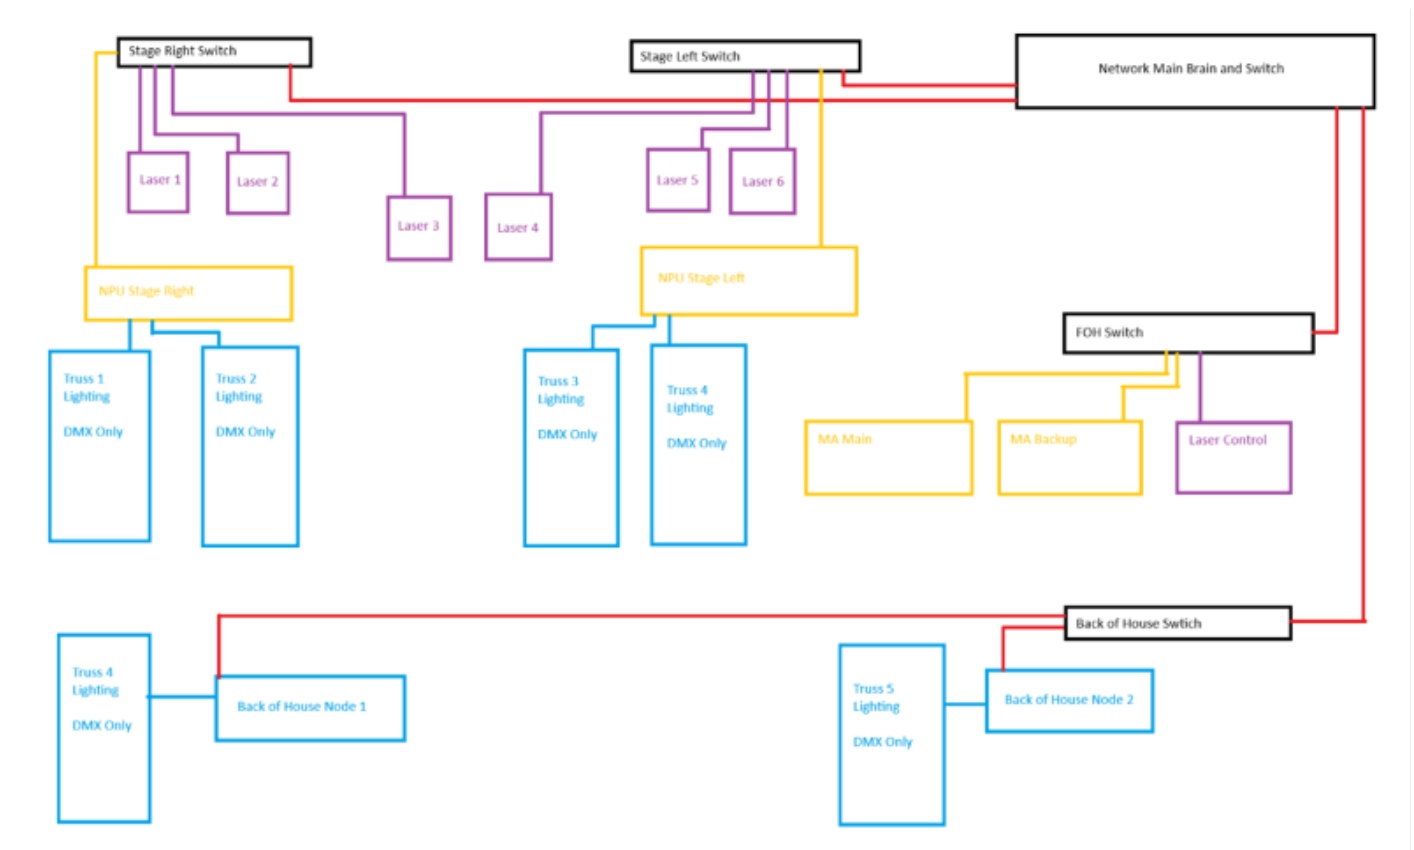 Stage Right Switch
Stage Left Switch
Network Main Brain and Switch
Laser 1
Laser 2
Laser 3
Laser 4
Laser 5
Laser 6
NPU Stage Right
NPU Stage Left
Truss 1
Lighting
DMX Only
Truss 2
Lighting
DMX Only
Truss 3
Lighting
DMX Only
Truss 4
Lighting
DMX Only
FOH Switch
MA Main
MA Backup
Laser Control
Back of House Swtich
Truss 4
Lighting
DMX Only
Back of House Node 1
Truss 5
Lighting
DMX Only
Back of House Node 2